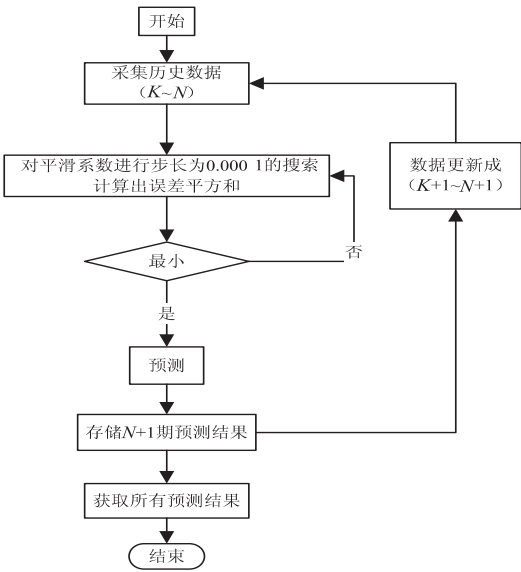 开始
采集历史数据
(K~N)
对平滑系数进行步长为0.000 1的搜索
计算出误差平方和
数据更新成
(K+1~N+1)
否
最小
是
预测
存储N+1期预测结果
获取所有预测结果
结束